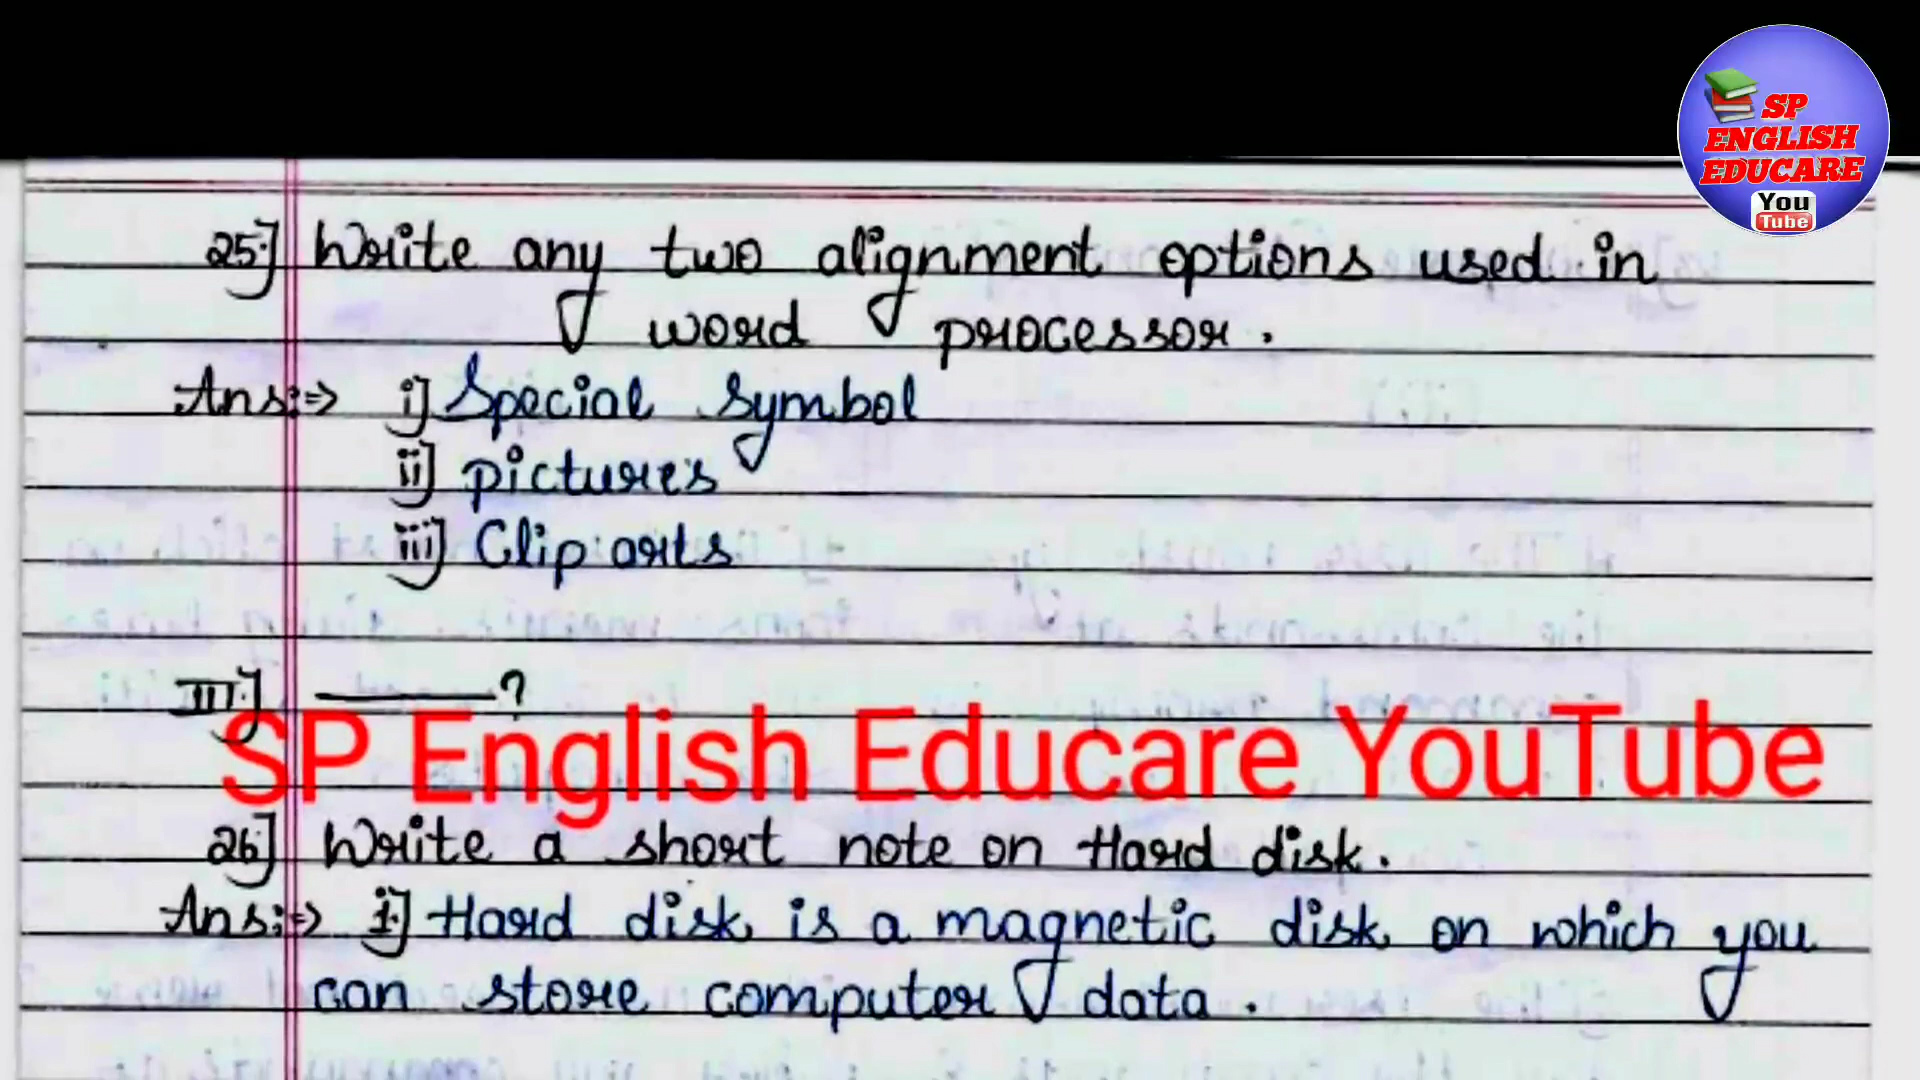 SP
ENGLISH
EDUCARE
You
Tube
25] Write any two alignment options used in
word processor.
Ans:⇒ i] Special symbol
ii] pictures
iii] Clip arts
III] ———?
SP English Educare YouTube
26] Write a short note on Hard disk.
Ans:⇒ 1] Hard disk is a magnetic disk on which you
can store computer data.